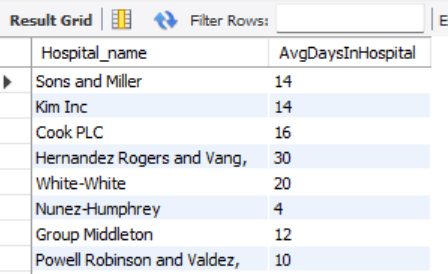 Result Grid Filter Rows: E
Hospital_name AvgDaysInHospital
Sons and Miller 14
Kim Inc 14
Cook PLC 16
Hernandez Rogers and Vang, 30
White-White 20
Nunez-Humphrey 4
Group Middleton 12
Powell Robinson and Valdez, 10